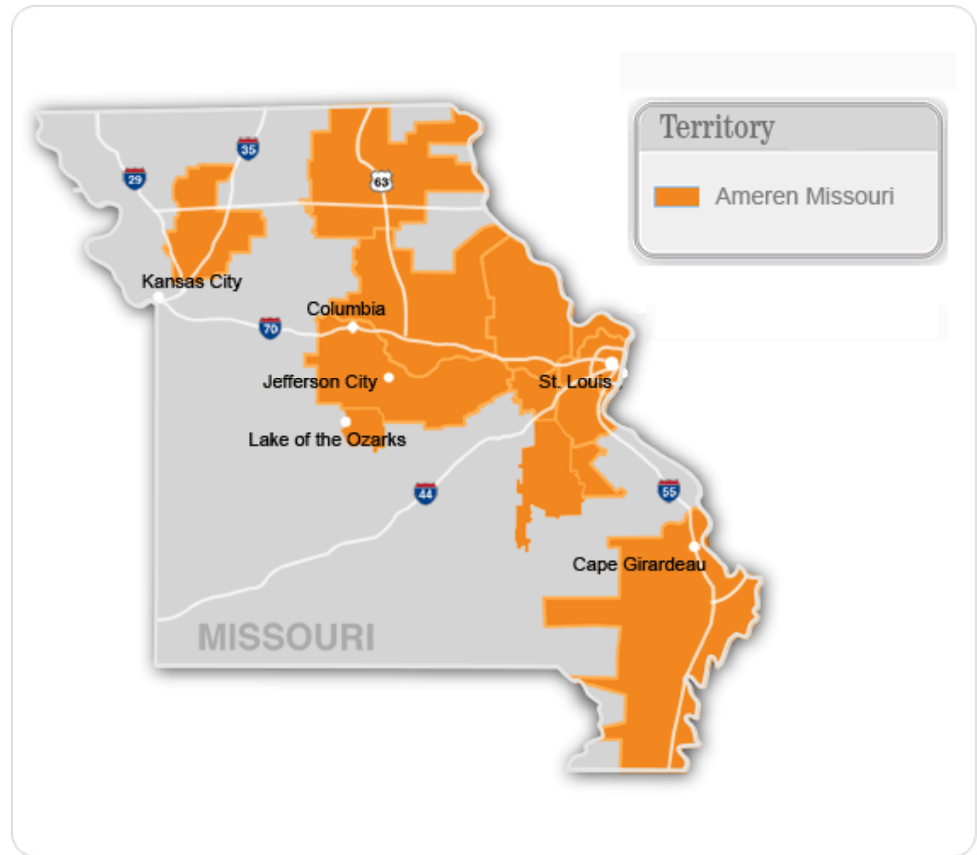 Territory
Ameren Missouri
35
29
63
Kansas City
Columbia
70
Jefferson City
St. Louis
Lake of the Ozarks
44
55
Cape Girardeau
MISSOURI